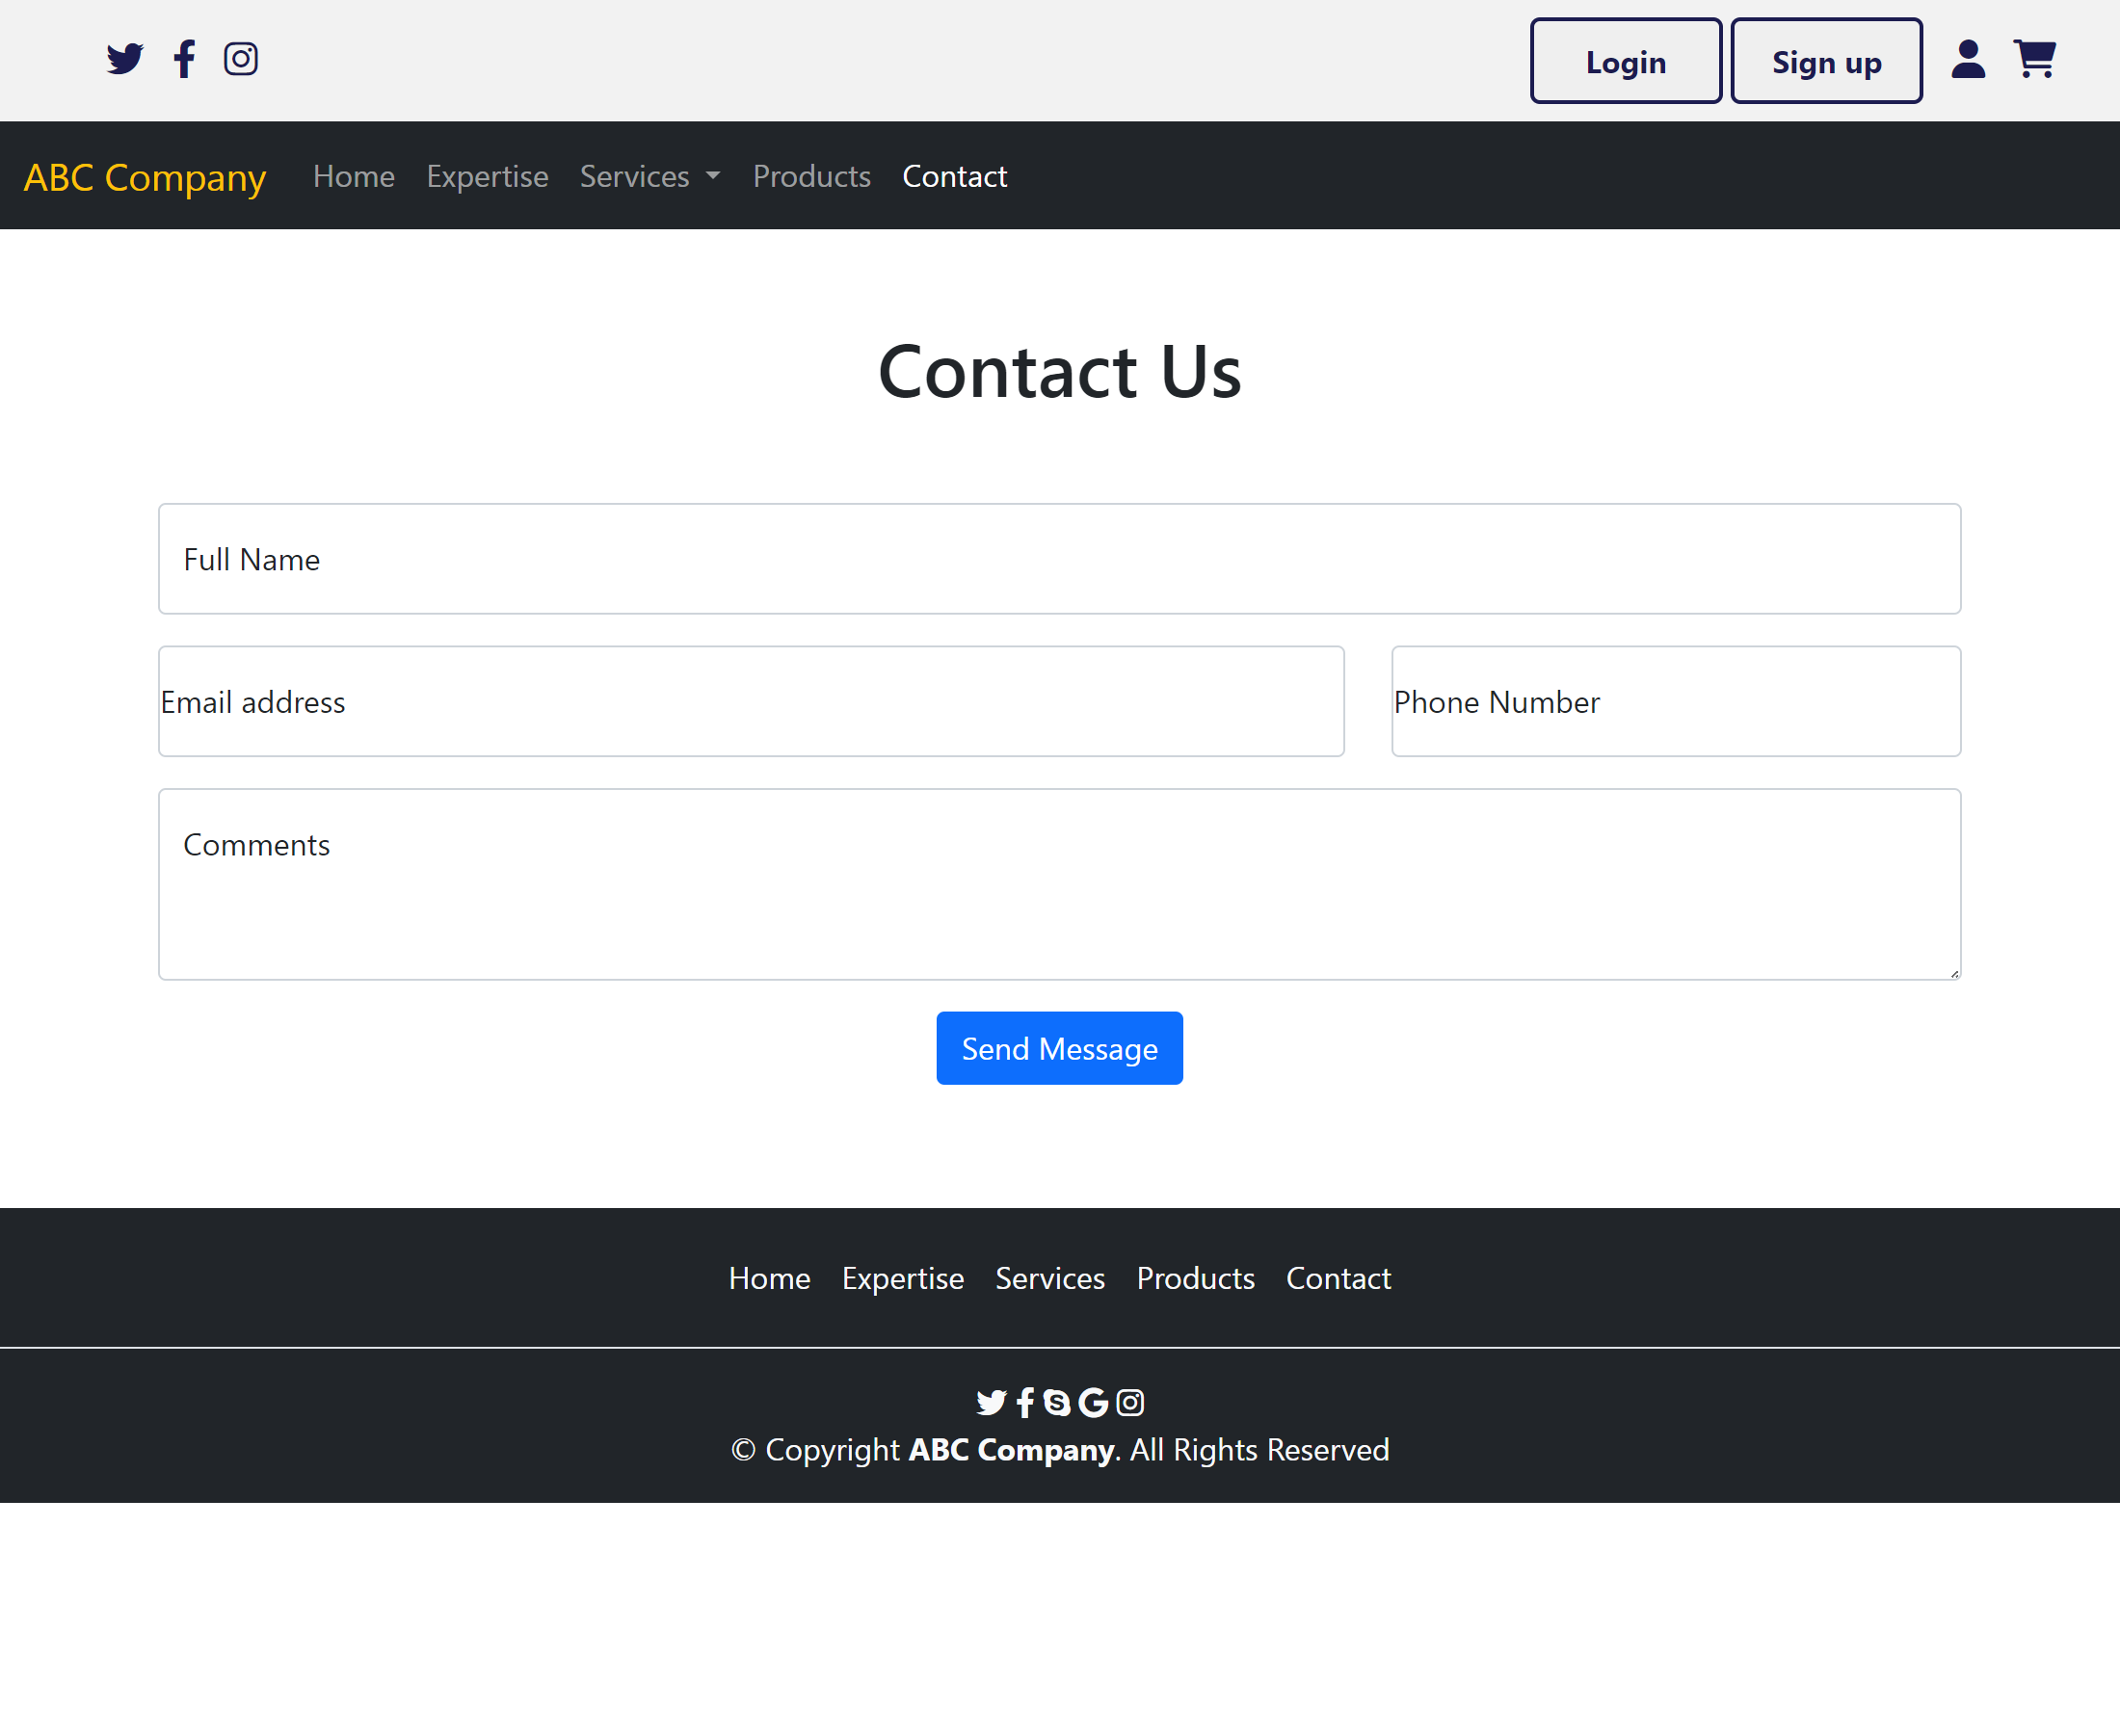 Login Sign up
ABC Company Home Expertise Services Products Contact
Contact Us
Full Name
Email address Phone Number
Comments
Send Message
Home Expertise Services Products Contact
© Copyright ABC Company. All Rights Reserved